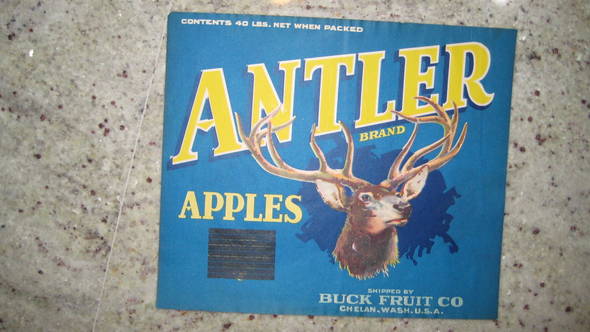 CONTENTS 40 LBS. NET WHEN PACKED
ANTLER
BRAND
APPLES
SHIPPED BY
BUCK FRUIT CO
CHELAN, WASH. U.S.A.